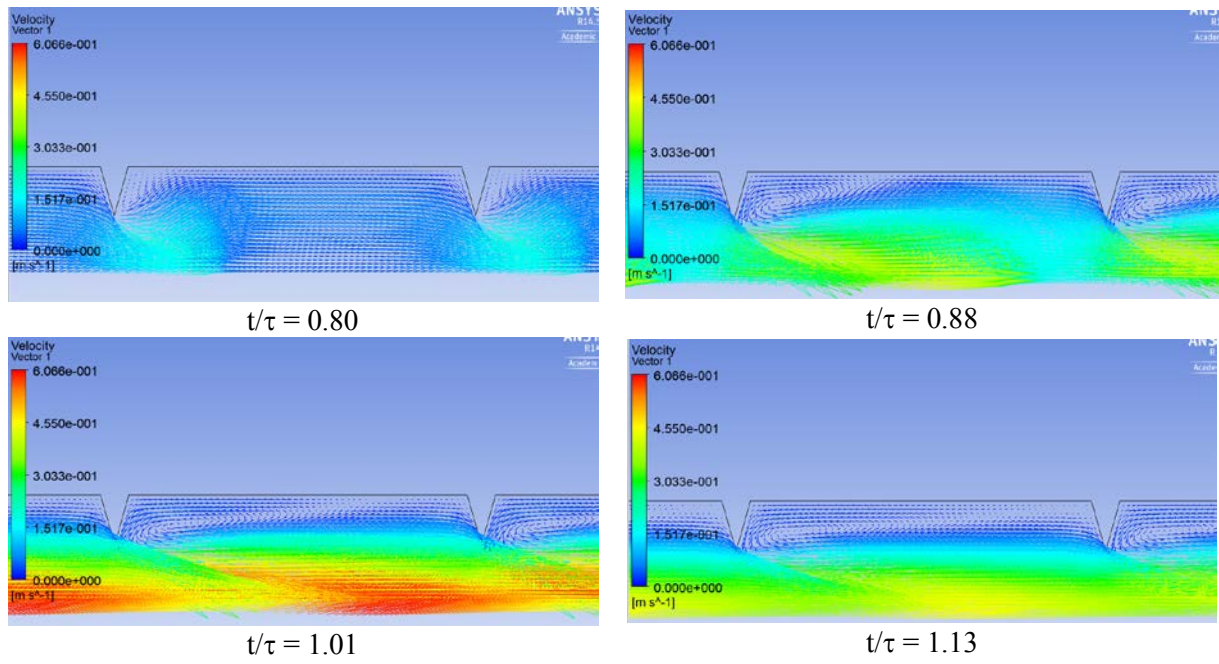 ANSYS
R16.
Academic
Velocity
Vector 1
6.066e-001
4.550e-001
3.033e-001
1.517e-001
0.000e+000
[m s^-1]
t/τ = 0.80
Velocity
Vector 1
6.066e-001
4.550e-001
3.033e-001
1.517e-001
0.000e+000
[m s^-1]
t/τ = 0.88
Velocity
Vector 1
6.066e-001
4.550e-001
3.033e-001
1.517e-001
0.000e+000
[m s^-1]
t/τ = 1.01
Velocity
Vector 1
6.066e-001
4.550e-001
3.033e-001
1.517e-001
0.000e+000
[m s^-1]
t/τ = 1.13